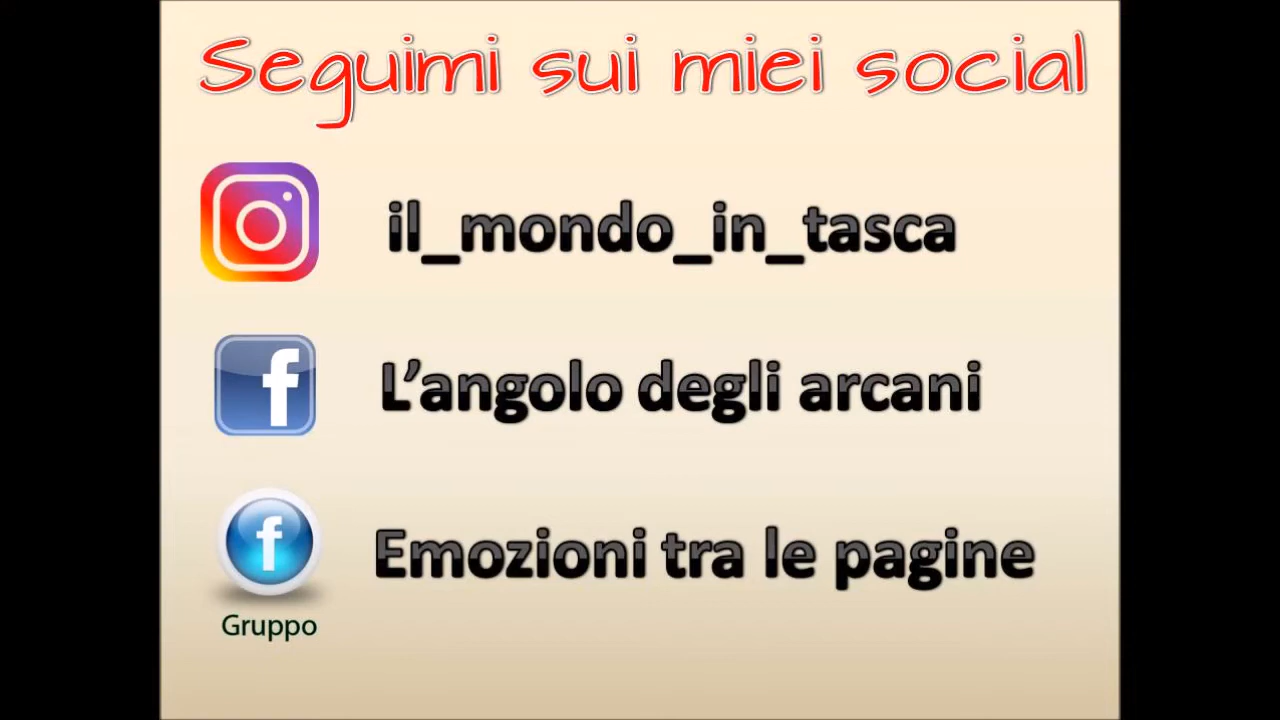 Seguimi sui miei social
il_mondo_in_tasca
L’angolo degli arcani
Emozioni tra le pagine
Gruppo